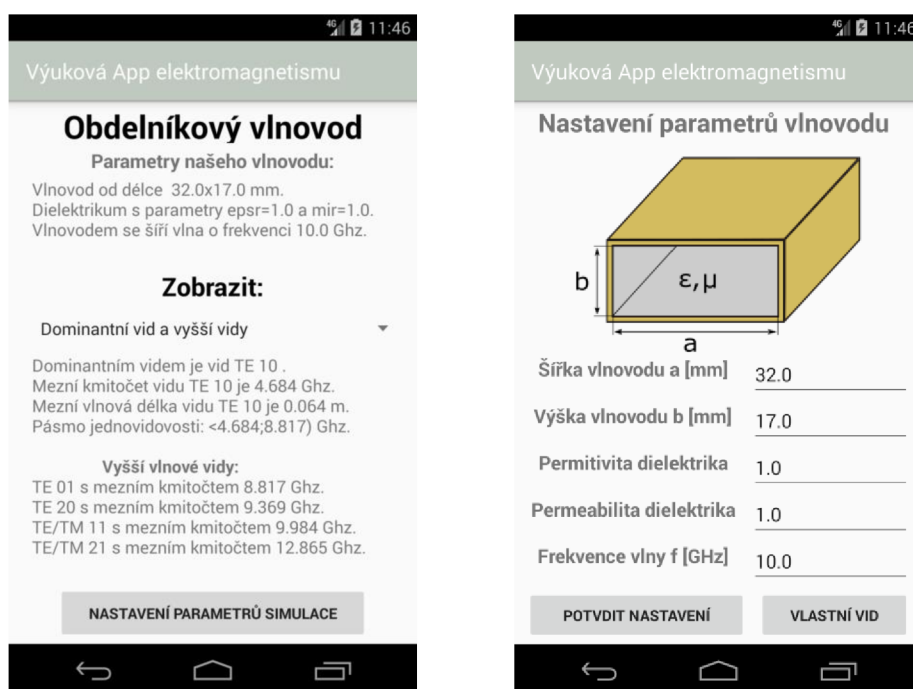 4G 11:46
Výuková App elektromagnetismu
Obdelníkový vlnovod
Parametry našeho vlnovodu:
Vlnovod od délce 32.0x17.0 mm.
Dielektrikum s parametry epsr=1.0 a mir=1.0.
Vlnovodem se šíří vlna o frekvenci 10.0 Ghz.
Zobrazit:
Dominantní vid a vyšší vidy
Dominantním videm je vid TE 10 .
Mezní kmitočet vidu TE 10 je 4.684 Ghz.
Mezní vlnová délka vidu TE 10 je 0.064 m.
Pásmo jednovidovosti: <4.684;8.817) Ghz.
Vyšší vlnové vidy:
TE 01 s mezním kmitočtem 8.817 Ghz.
TE 20 s mezním kmitočtem 9.369 Ghz.
TE/TM 11 s mezním kmitočtem 9.984 Ghz.
TE/TM 21 s mezním kmitočtem 12.865 Ghz.
NASTAVENÍ PARAMETRŮ SIMULACE
4G 11:46
Výuková App elektromagnetismu
Nastavení parametrů vlnovodu
b
ε,μ
a
Šířka vlnovodu a [mm] 32.0
Výška vlnovodu b [mm] 17.0
Permitivita dielektrika 1.0
Permeabilita dielektrika 1.0
Frekvence vlny f [GHz] 10.0
POTVDIT NASTAVENÍ VLASTNÍ VID